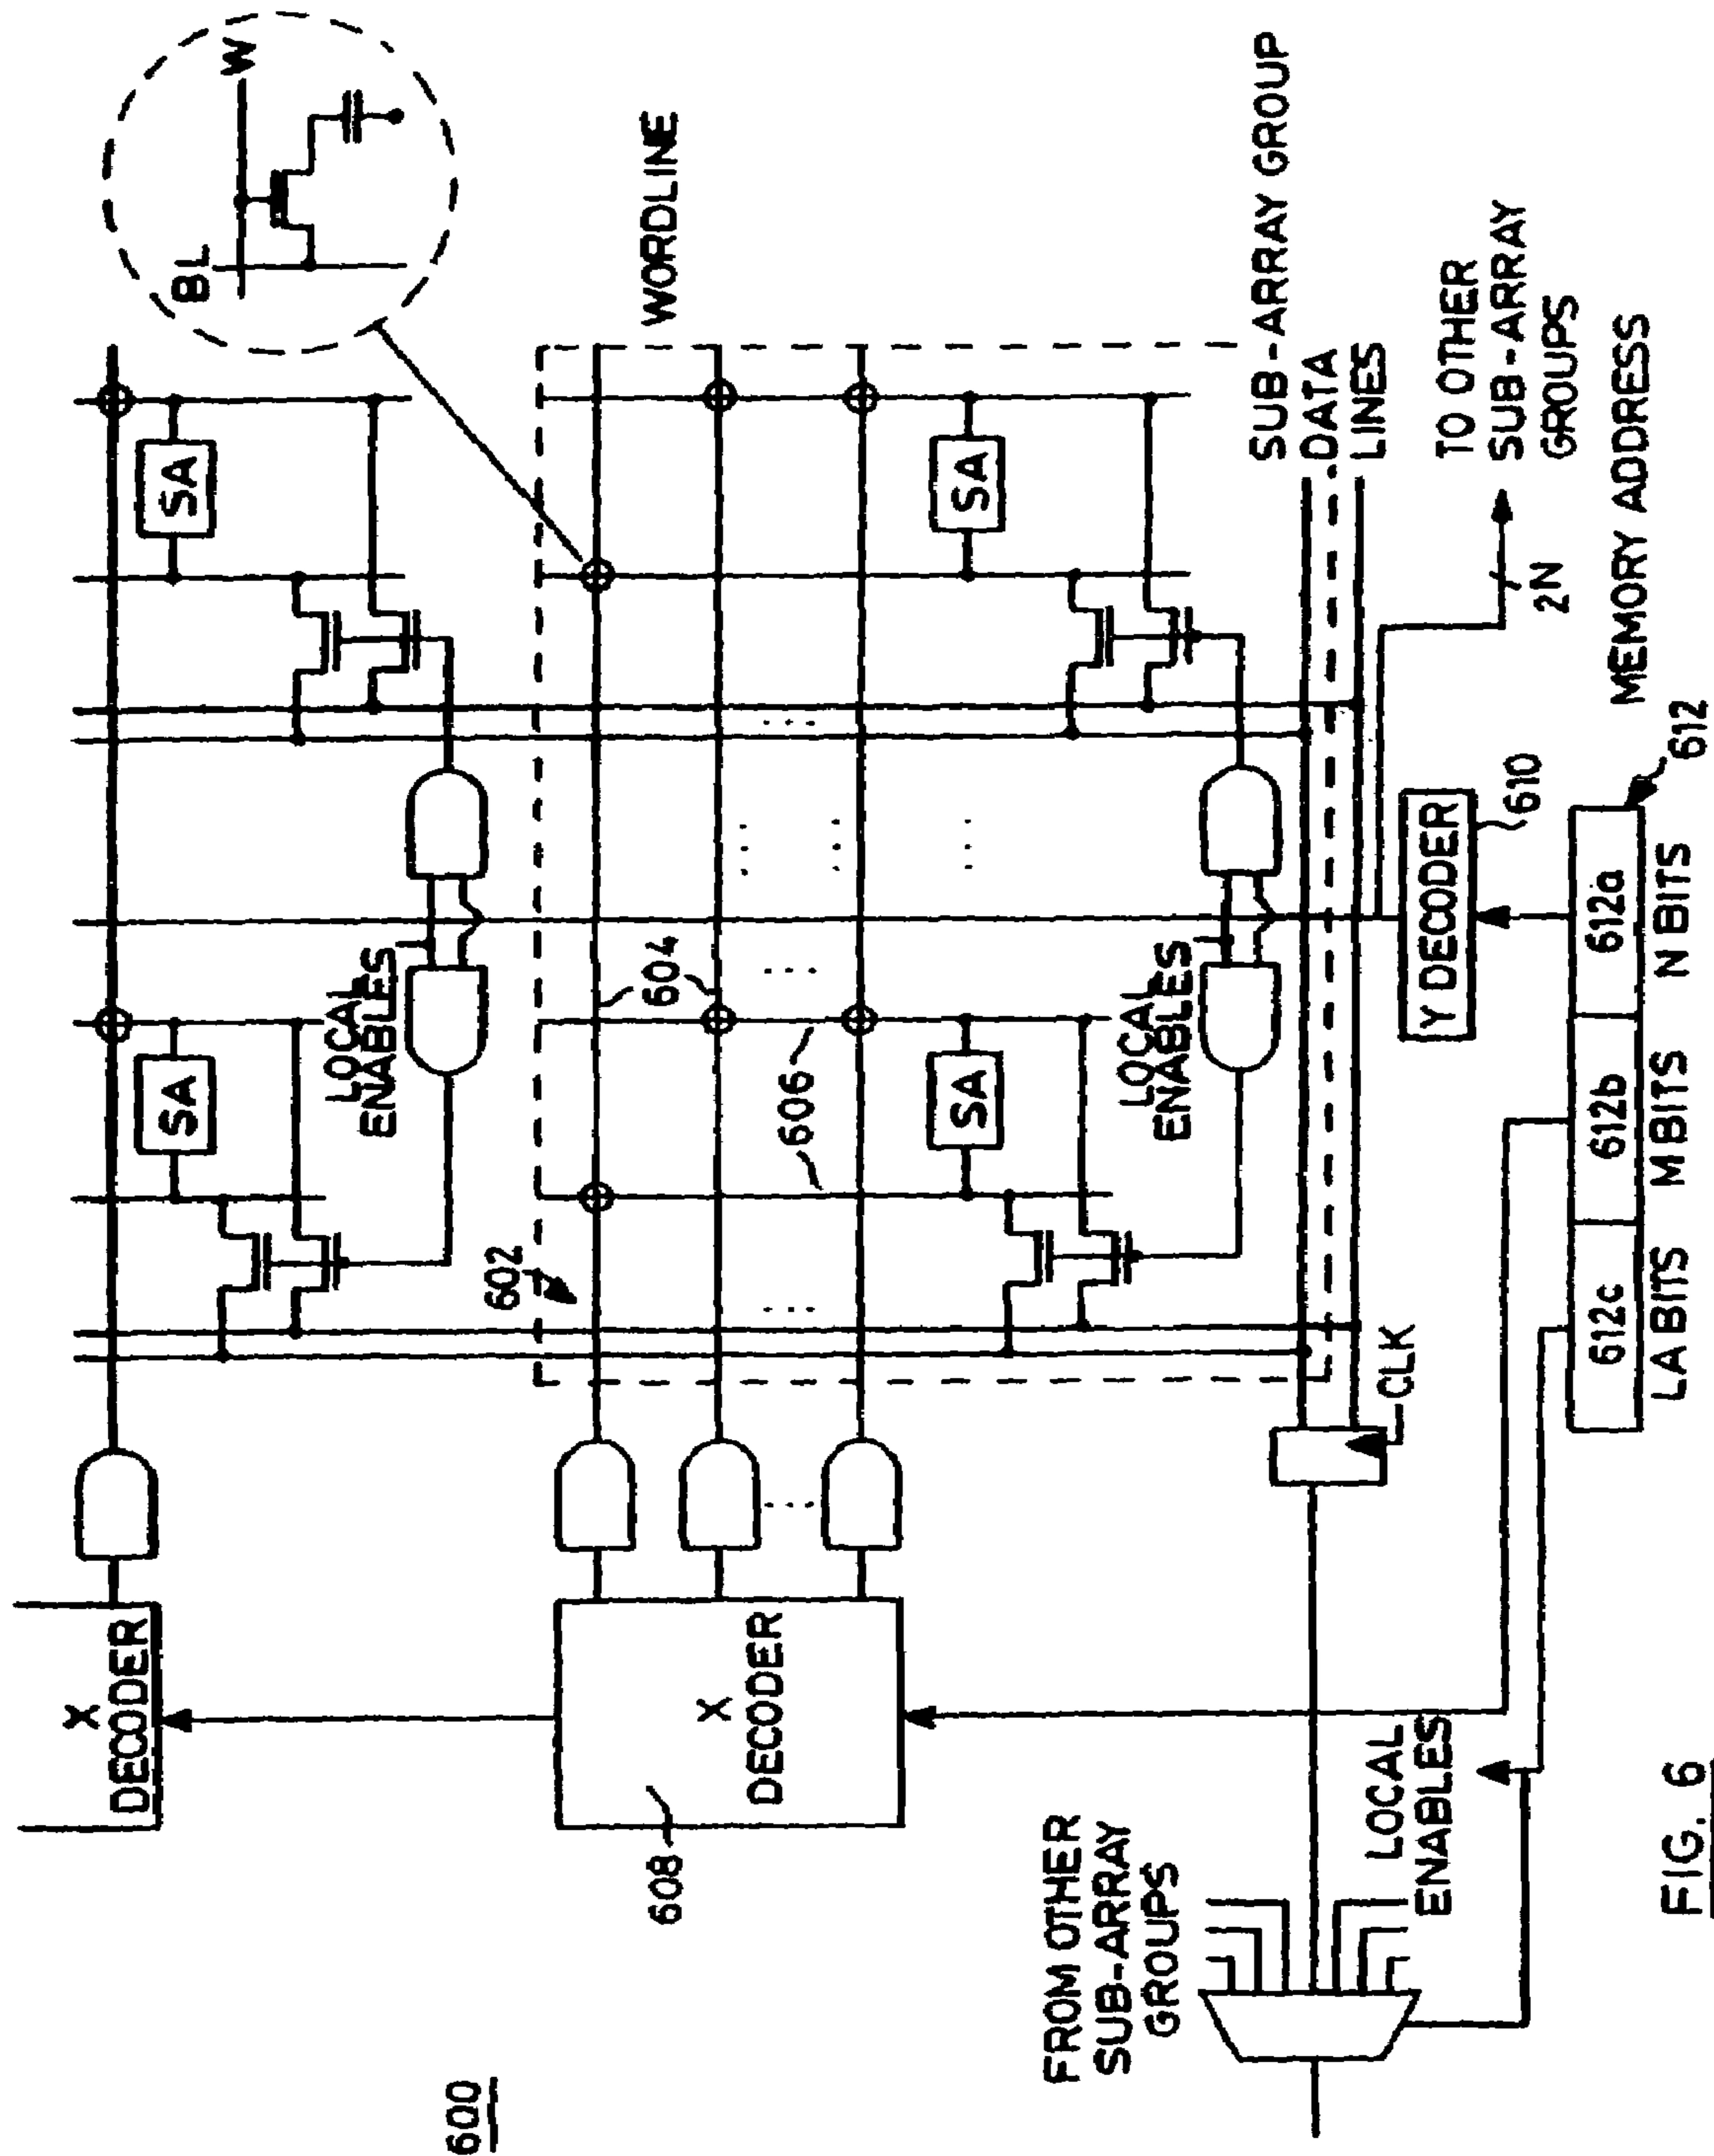 600
X
DECODER
X
DECODER
608
FROM OTHER
SUB-ARRAY
GROUPS
LOCAL
ENABLES
BL
W
WORDLINE
SA
SA
LOCAL
ENABLES
602
604
606
SA
SA
LOCAL
ENABLES
SUB-ARRAY GROUP
DATA
LINES
CLK
TO OTHER
SUB-ARRAY
GROUPS
2N
Y DECODER
610
MEMORY ADDRESS
612c
612b
612a
612
LA BITS
M BITS
N BITS
FIG. 6